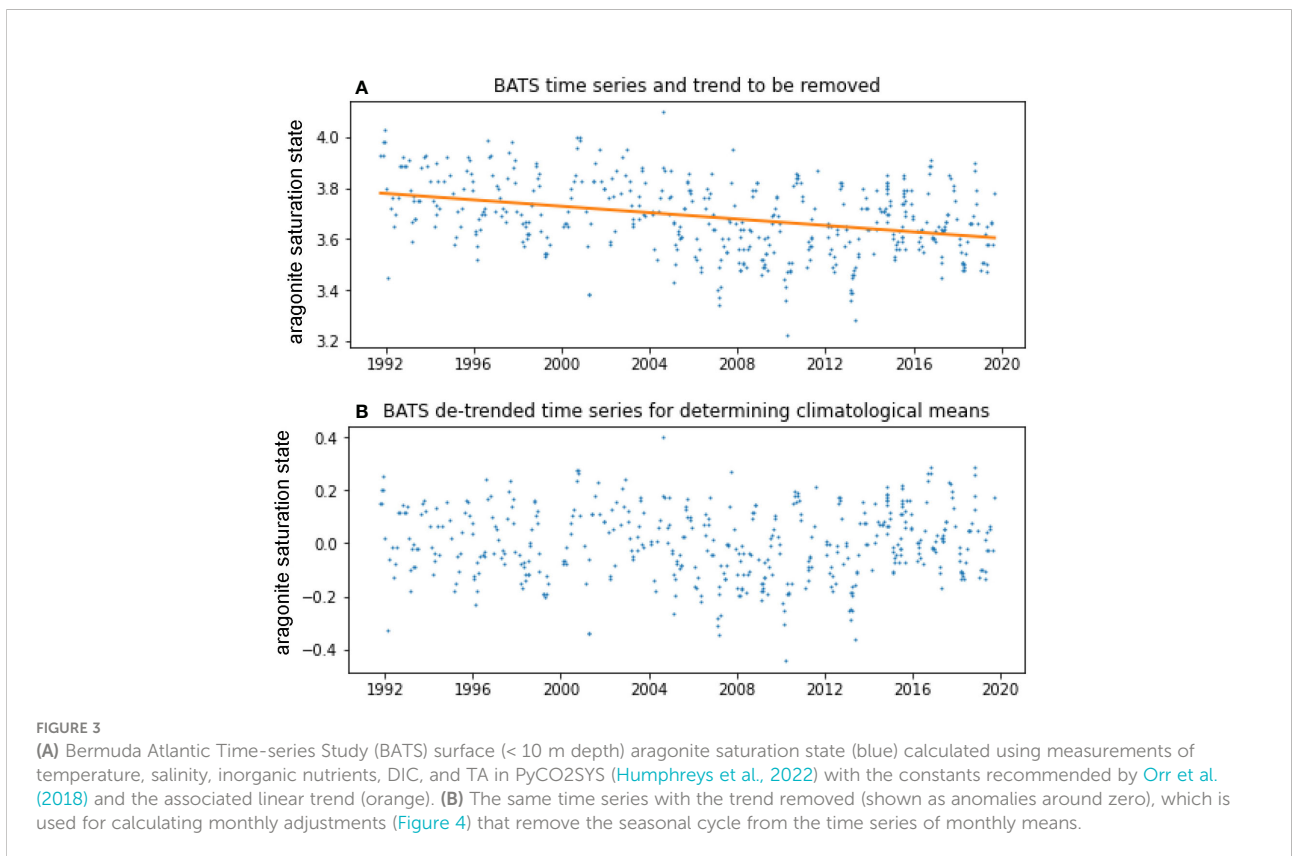 A
BATS time series and trend to be removed
aragonite saturation state
4.0
3.8
3.6
3.4
3.2
1992 1996 2000 2004 2008 2012 2016 2020
B BATS de-trended time series for determining climatological means
aragonite saturation state
0.4
0.2
0.0
−0.2
−0.4
1992 1996 2000 2004 2008 2012 2016 2020
FIGURE 3
(A) Bermuda Atlantic Time-series Study (BATS) surface (< 10 m depth) aragonite saturation state (blue) calculated using measurements of
temperature, salinity, inorganic nutrients, DIC, and TA in PyCO2SYS (Humphreys et al., 2022) with the constants recommended by Orr et al.
(2018) and the associated linear trend (orange). (B) The same time series with the trend removed (shown as anomalies around zero), which is
used for calculating monthly adjustments (Figure 4) that remove the seasonal cycle from the time series of monthly means.